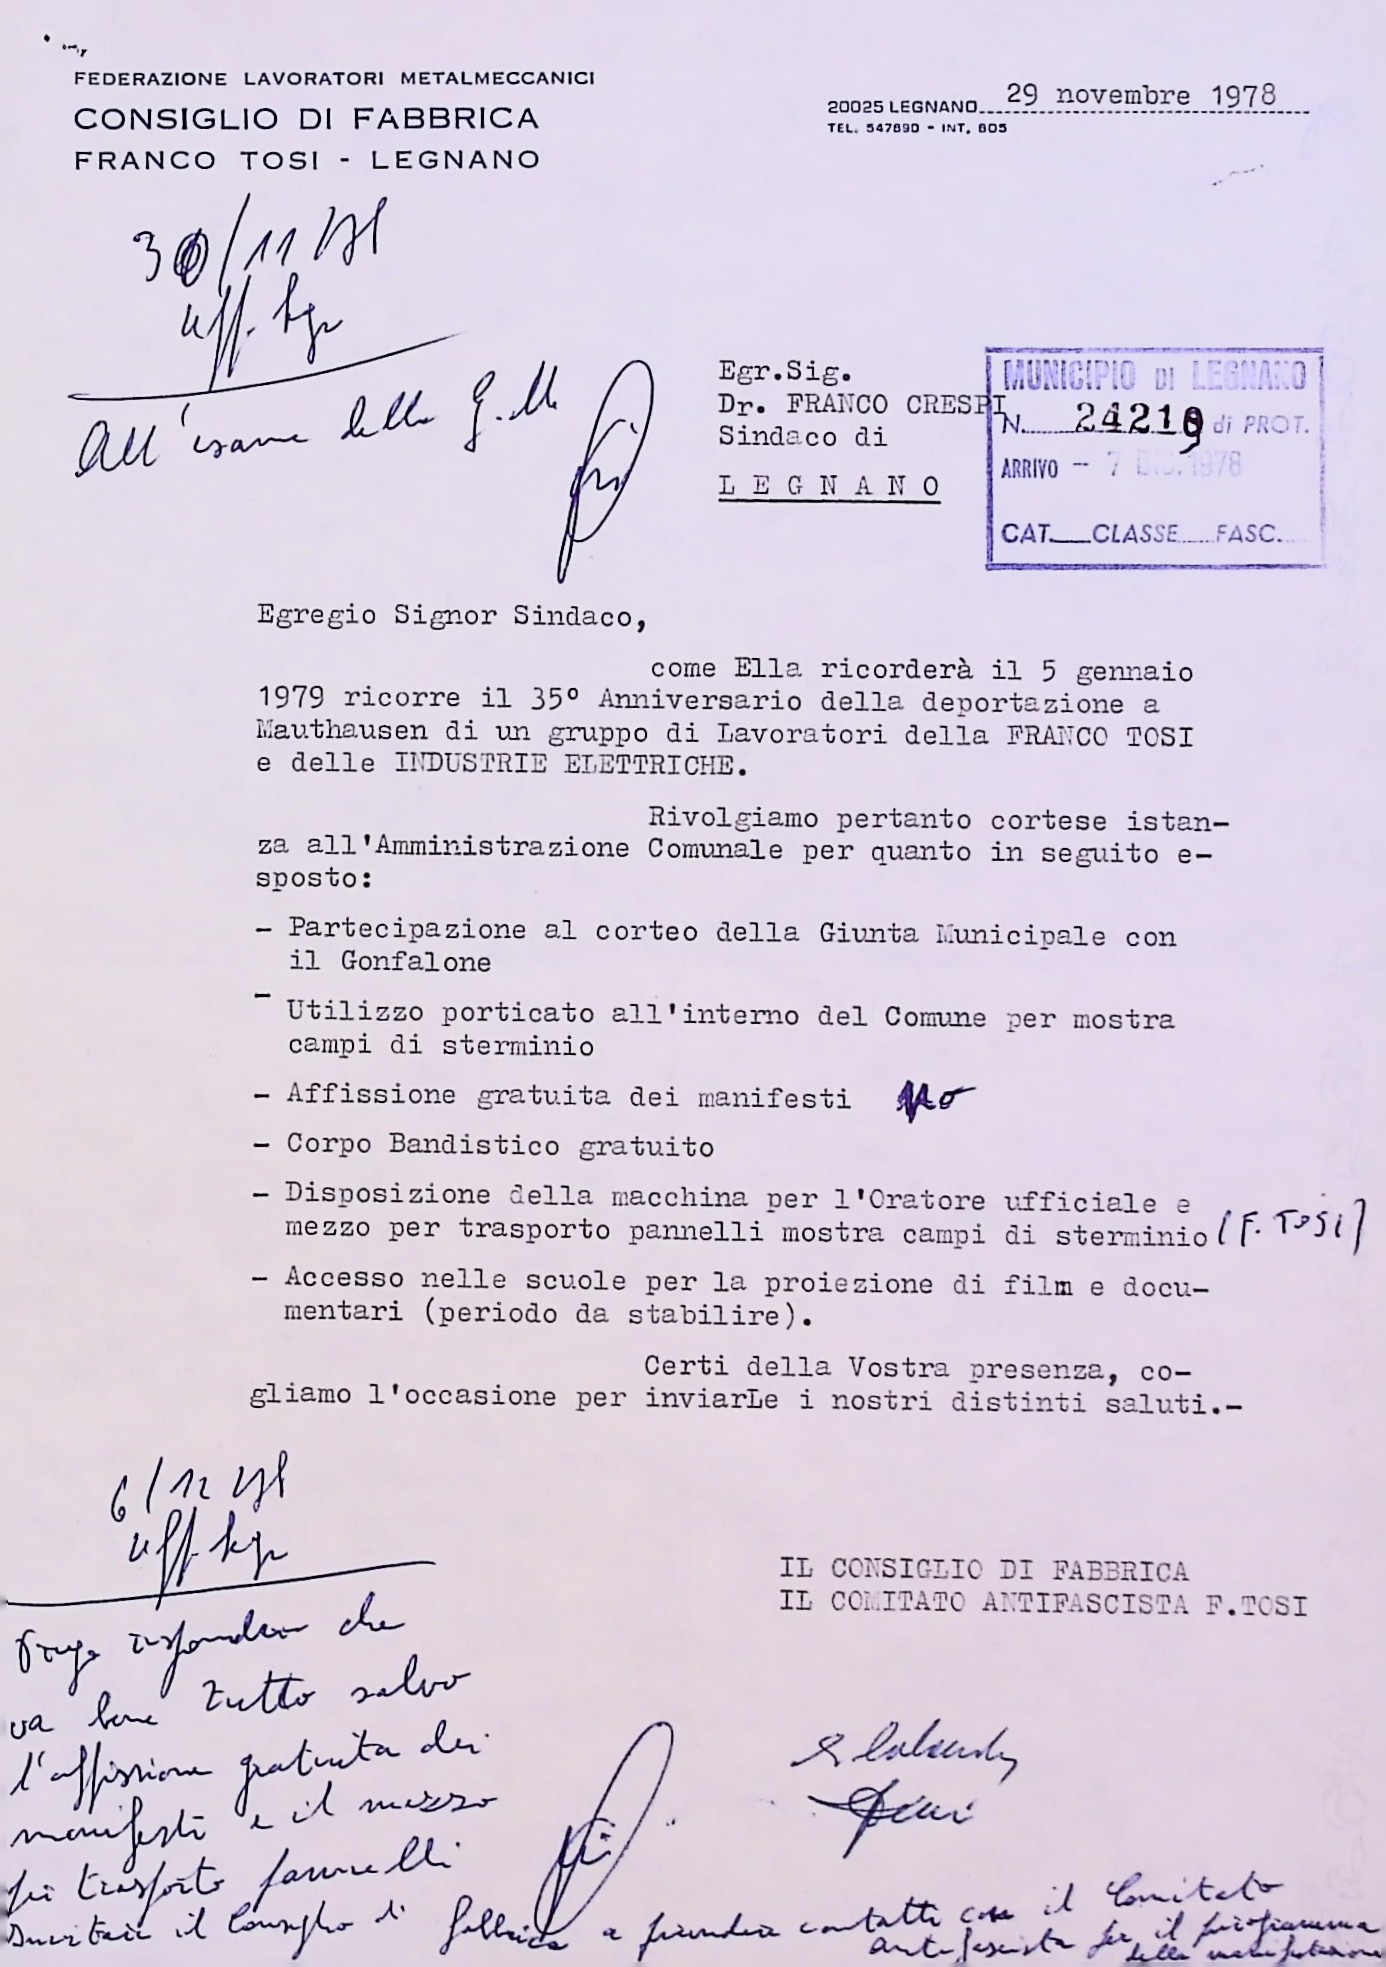 FEDERAZIONE LAVORATORI METALMECCANICI
CONSIGLIO DI FABBRICA
FRANCO TOSI - LEGNANO
20025 LEGNANO 29 novembre 1978
TEL. 547890 - INT. 605
30/11/78
uff.
All'esame della G.M.
Egr.Sig.
Dr. FRANCO CRESPI
Sindaco di
L E G N A N O
MUNICIPIO DI LEGNANO
N. 24219 di PROT.
ARRIVO - 7 DIC. 1978
CAT. CLASSE FASC.
Egregio Signor Sindaco,
come Ella ricorderà il 5 gennaio
1979 ricorre il 35° Anniversario della deportazione a
Mauthausen di un gruppo di Lavoratori della FRANCO TOSI
e delle INDUSTRIE ELETTRICHE.
Rivolgiamo pertanto cortese istan-
za all'Amministrazione Comunale per quanto in seguito e-
sposto:
- Partecipazione al corteo della Giunta Municipale con
il Gonfalone
- Utilizzo porticato all'interno del Comune per mostra
campi di sterminio
- Affissione gratuita dei manifesti no
- Corpo Bandistico gratuito
- Disposizione della macchina per l'Oratore ufficiale e
mezzo per trasporto pannelli mostra campi di sterminio (F. TOSI)
- Accesso nelle scuole per la proiezione di film e docu-
mentari (periodo da stabilire).
Certi della Vostra presenza, co-
gliamo l'occasione per inviarLe i nostri distinti saluti.-
6/12/78
uff.
IL CONSIGLIO DI FABBRICA
IL COMITATO ANTIFASCISTA F.TOSI
Prego rispondere che
va bene tutto salvo
l'affissione gratuita dei
manifesti e il mezzo
per trasporto pannelli
Invitare il Consiglio di fabbrica a prendere contatti con il Comitato
antifascista per il programma
della manifestazione